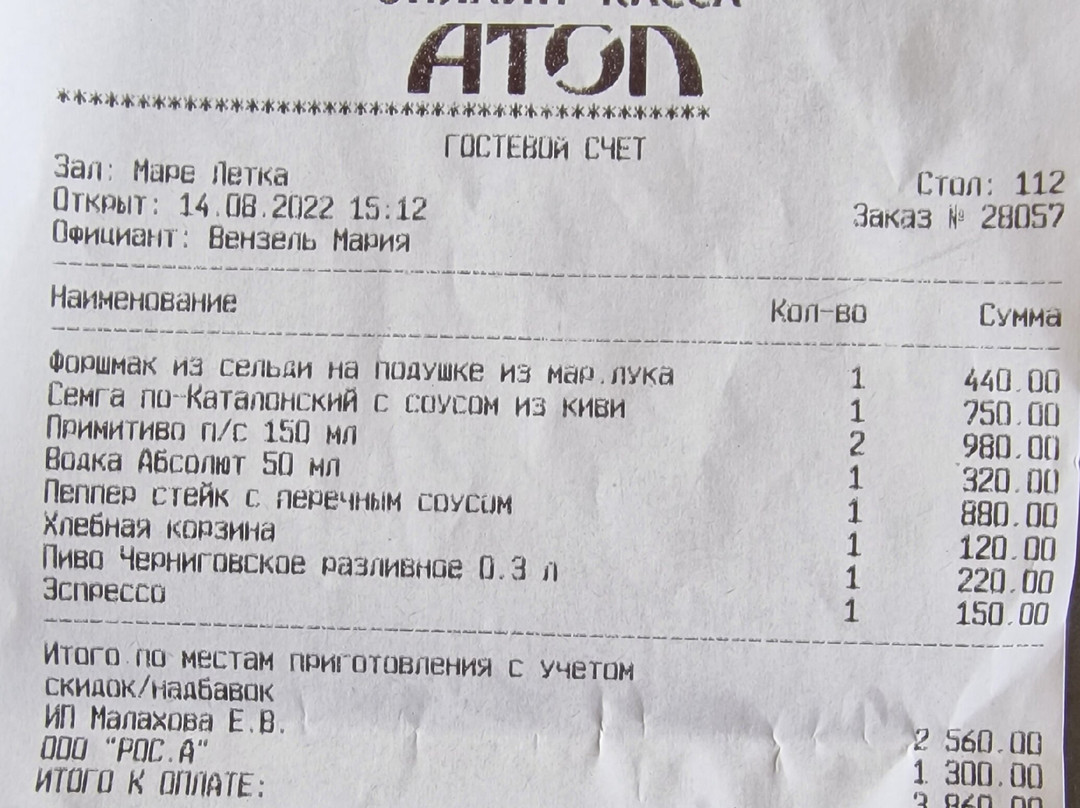 ОНЛАЙН КАССА
АТОЛ
*****************************************
ГОСТЕВОЙ СЧЕТ
Зал: Маре Летка Стол: 112
Открыт: 14.08.2022 15:12 Заказ № 28057
Официант: Вензель Мария
Наименование Кол-во Сумма
Форшмак из сельди на подушке из мар.лука 1 440.00
Семга по-Каталонский с соусом из киви 1 750.00
Примитиво п/с 150 мл 2 980.00
Водка Абсолют 50 мл 1 320.00
Пеппер стейк с перечным соусом 1 880.00
Хлебная корзина 1 120.00
Пиво Черниговское разливное 0.3 л 1 220.00
Эспрессо 1 150.00
Итого по местам приготовления с учетом
скидок/надбавок
ИП Малахова Е.В. 2 560.00
ООО "РОС.А" 1 300.00
ИТОГО К ОПЛАТЕ: 3 860.00